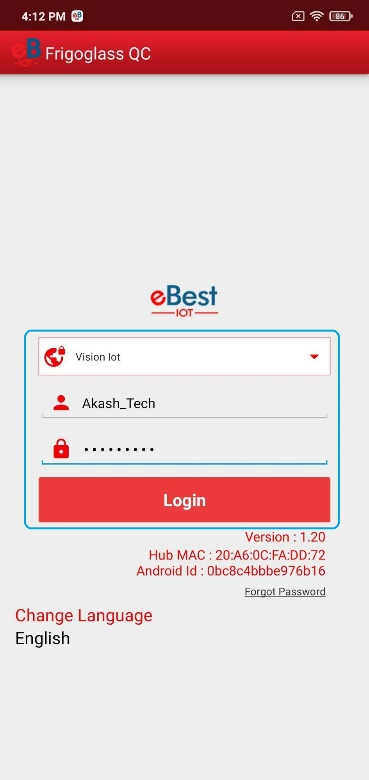 4:12 PM
86
eB
IOT
Frigoglass QC
eBest
IOT
Vision Iot
Akash_Tech
•••••••••
Login
Version : 1.20
Hub MAC : 20:A6:0C:FA:DD:72
Android Id : 0bc8c4bbbe976b16
Forgot Password
Change Language
English